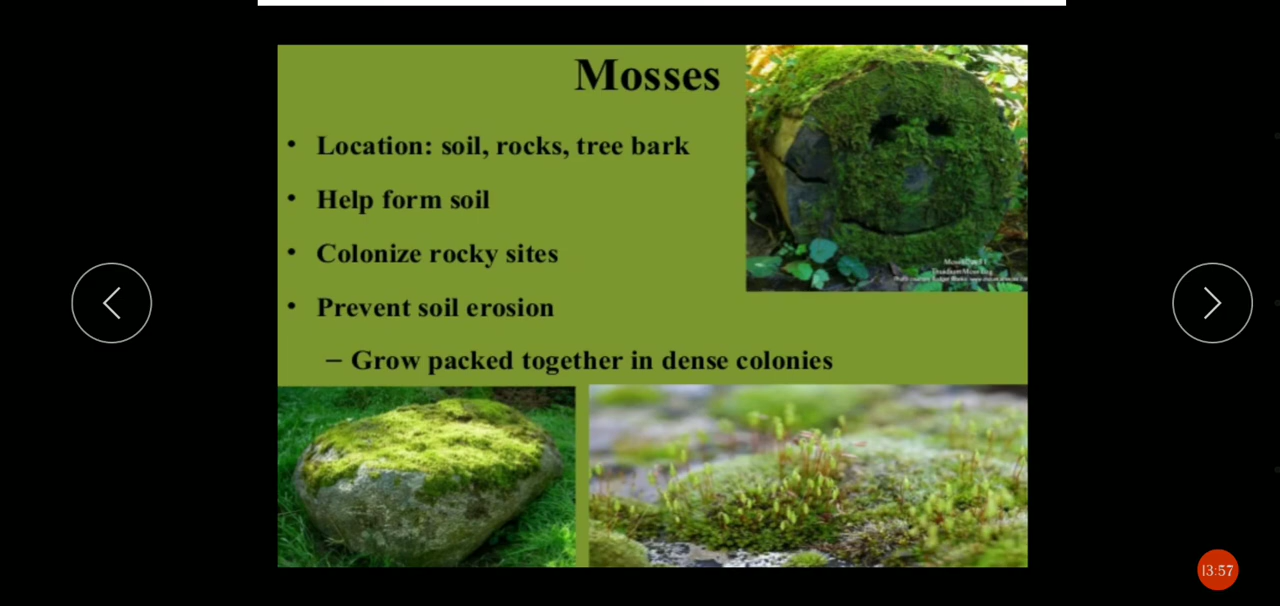 Mosses
• Location: soil, rocks, tree bark
• Help form soil
• Colonize rocky sites
• Prevent soil erosion
– Grow packed together in dense colonies
13:57